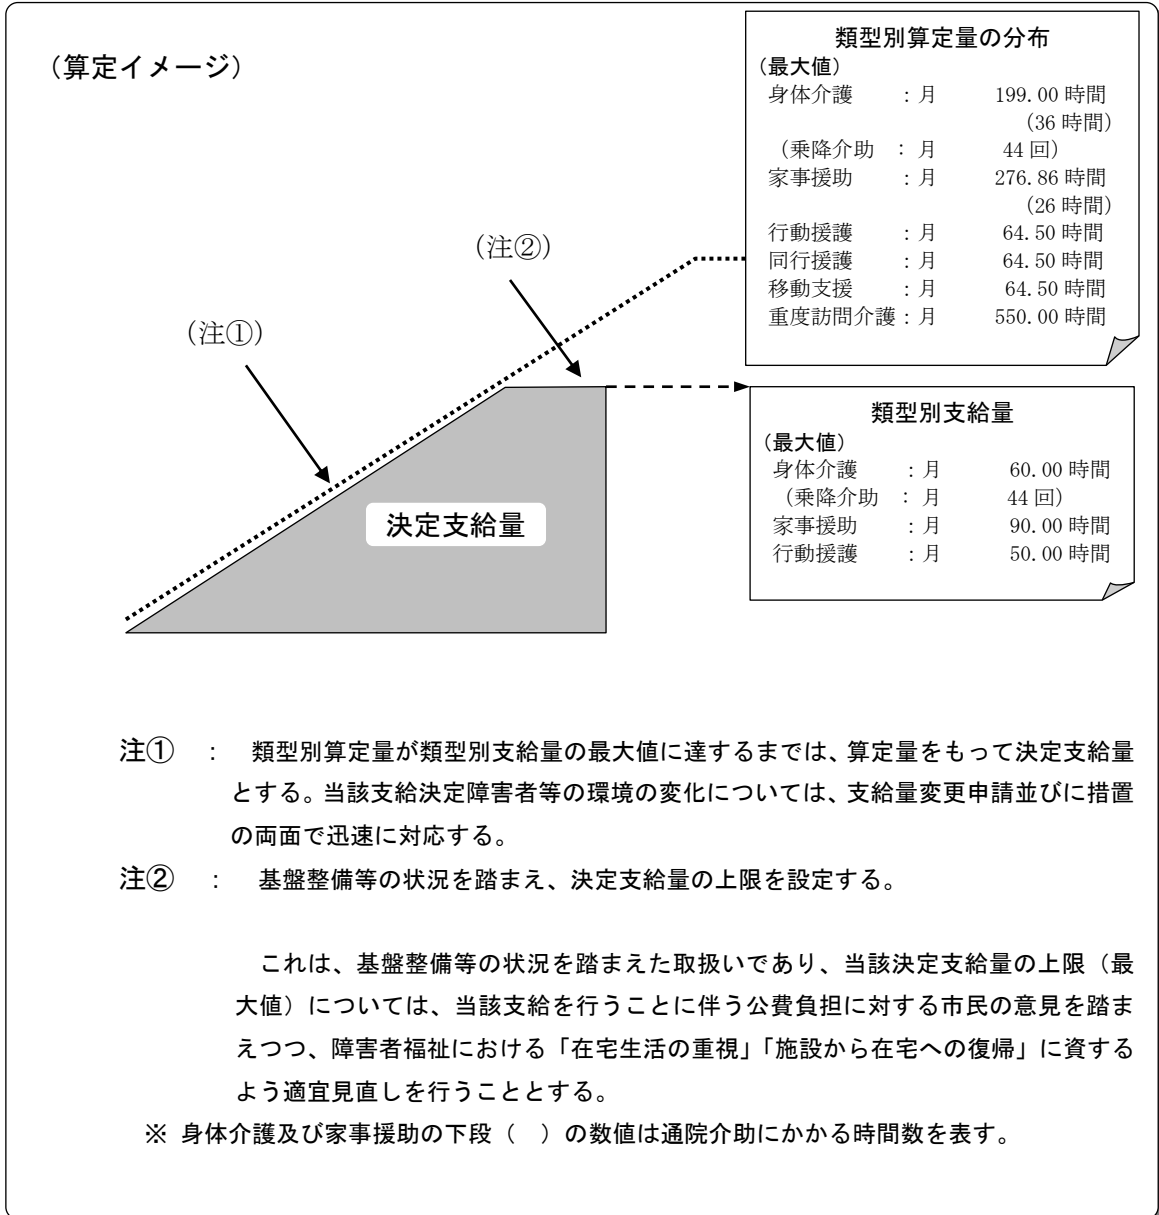 （算定イメージ）
類型別算定量の分布
（最大値）
身体介護　：月　199.00 時間
（36 時間）
（乗降介助　：月　44 回）
家事援助　：月　276.86 時間
（26 時間）
行動援護　：月　64.50 時間
同行援護　：月　64.50 時間
移動支援　：月　64.50 時間
重度訪問介護：月　550.00 時間
（注②）
（注①）
類型別支給量
（最大値）
身体介護　：月　60.00 時間
（乗降介助　：月　44 回）
家事援助　：月　90.00 時間
行動援護　：月　50.00 時間
決定支給量
注①　：　類型別算定量が類型別支給量の最大値に達するまでは、算定量をもって決定支給量
とする。当該支給決定障害者等の環境の変化については、支給量変更申請並びに措置
の両面で迅速に対応する。
注②　：　基盤整備等の状況を踏まえ、決定支給量の上限を設定する。
これは、基盤整備等の状況を踏まえた取扱いであり、当該決定支給量の上限（最
大値）については、当該支給を行うことに伴う公費負担に対する市民の意見を踏ま
えつつ、障害者福祉における「在宅生活の重視」「施設から在宅への復帰」に資する
よう適宜見直しを行うこととする。
※ 身体介護及び家事援助の下段（　）の数値は通院介助にかかる時間数を表す。